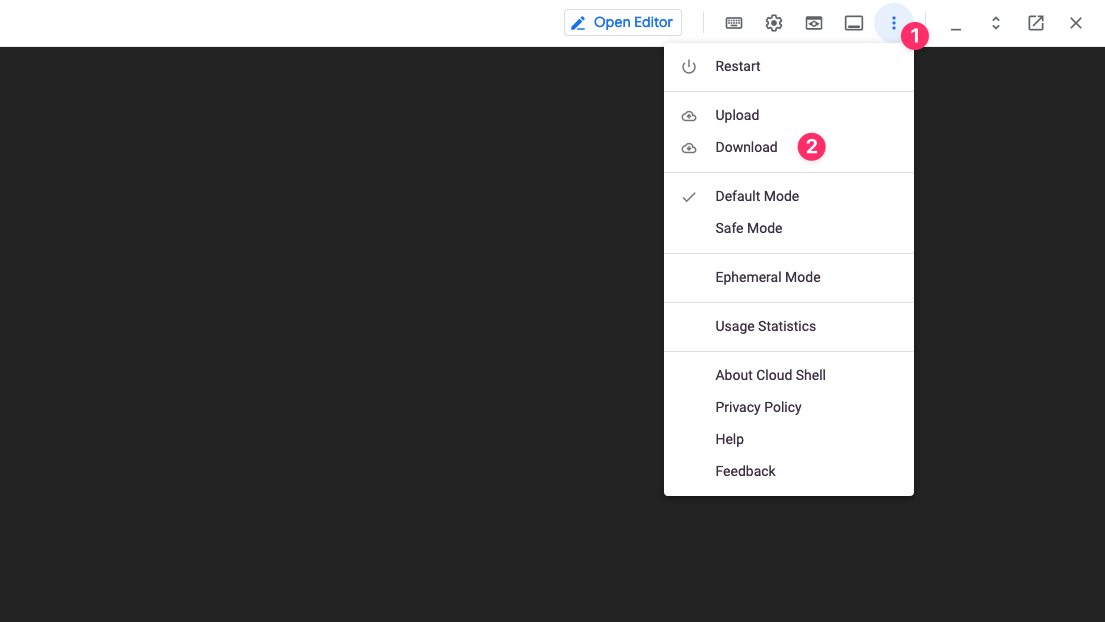 Open Editor
1
Restart
Upload
Download 2
Default Mode
Safe Mode
Ephemeral Mode
Usage Statistics
About Cloud Shell
Privacy Policy
Help
Feedback